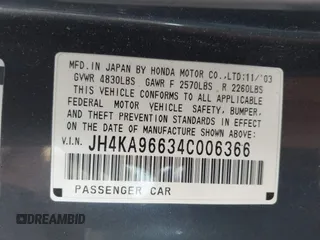 MFD. IN JAPAN BY HONDA MOTOR CO., LTD: 11/'03
GVWR 4830LBS GAWR F 2570LBS , R 2260LBS
THIS VEHICLE CONFORMS TO ALL APPLICABLE
FEDERAL MOTOR VEHICLE SAFETY, BUMPER,
AND THEFT PREVENTION STANDARDS IN EFFECT
ON THE DATE OF MANUFACTURE SHOWN ABOVE.
V.I.N. JH4KA96634C006366
PASSENGER CAR
DREAMBID